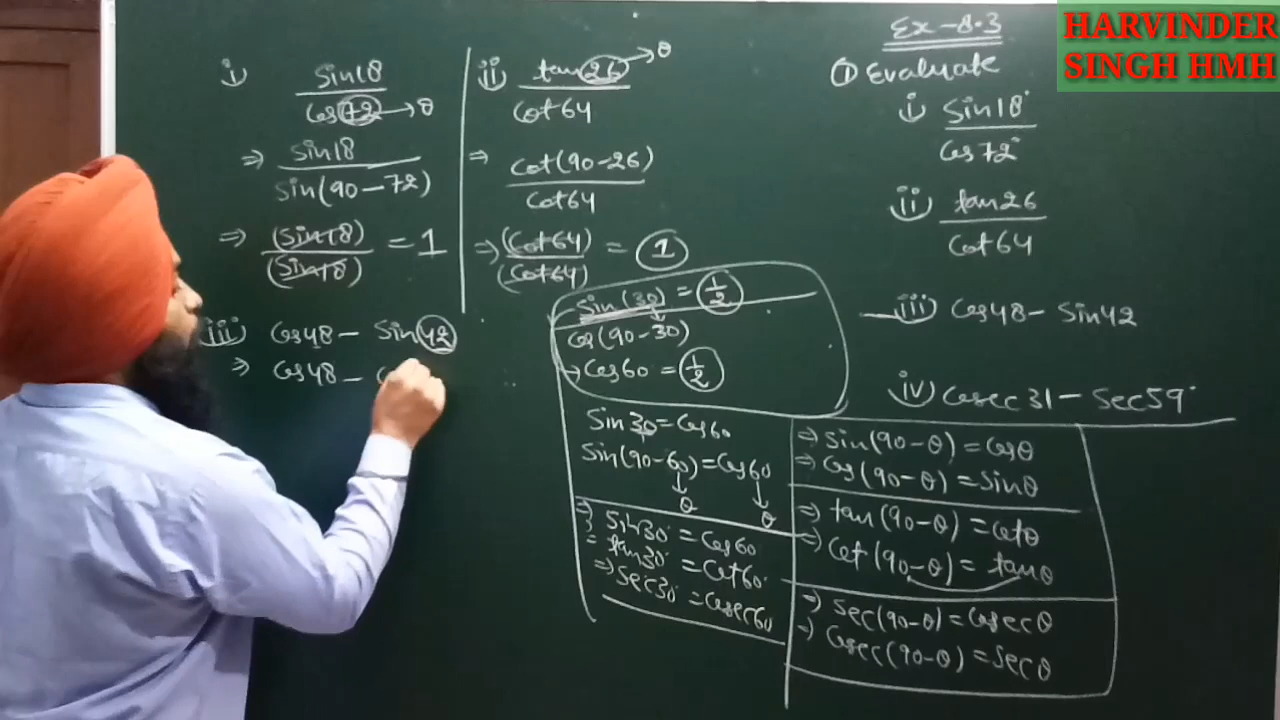 HARVINDER
SINGH HMH
Ex-8.3
① Evaluate
i) Sin18°
Cos72°
ii) tan26
Cot64
iii) Cos48 - Sin42
iv) Cosec31 - Sec59°
i) Sin18
Cos72 → θ
⇒ Sin18
Sin(90-72)
⇒ (Sin18)
(Sin18) = 1
ii) tan26 → θ
Cot64
⇒ Cot(90-26)
Cot64
⇒ (Cot64)
(Cot64) = 1
iii) Cos48 - Sin42
⇒ Cos48 - C
Sin(30) = 1/2
Cos(90-30)
⇒ Cos60 = 1/2
Sin30 = Cos60
Sin(90-60) = Cos60
θ θ
⇒ Sin30° = Cos60
= tan30° = Cot60°
⇒ Sec30° = Cosec60
⇒ Sin(90-θ) = Cosθ
⇒ Cos(90-θ) = Sinθ
⇒ tan(90-θ) = Cotθ
⇒ Cot(90-θ) = tanθ
⇒ Sec(90-θ) = Cosecθ
⇒ Cosec(90-θ) = Secθ